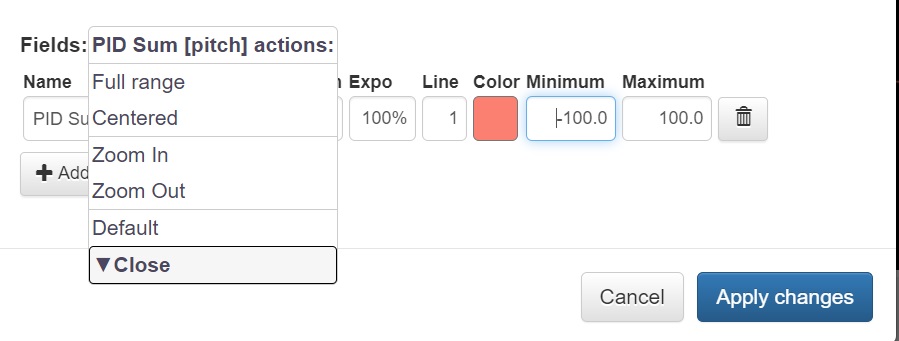 Fields: PID Sum [pitch] actions:
Name Full range Expo Line Color Minimum Maximum
PID Su Centered 100% 1 -100.0 100.0
Zoom In
Add Zoom Out
Default
▼Close
Cancel Apply changes